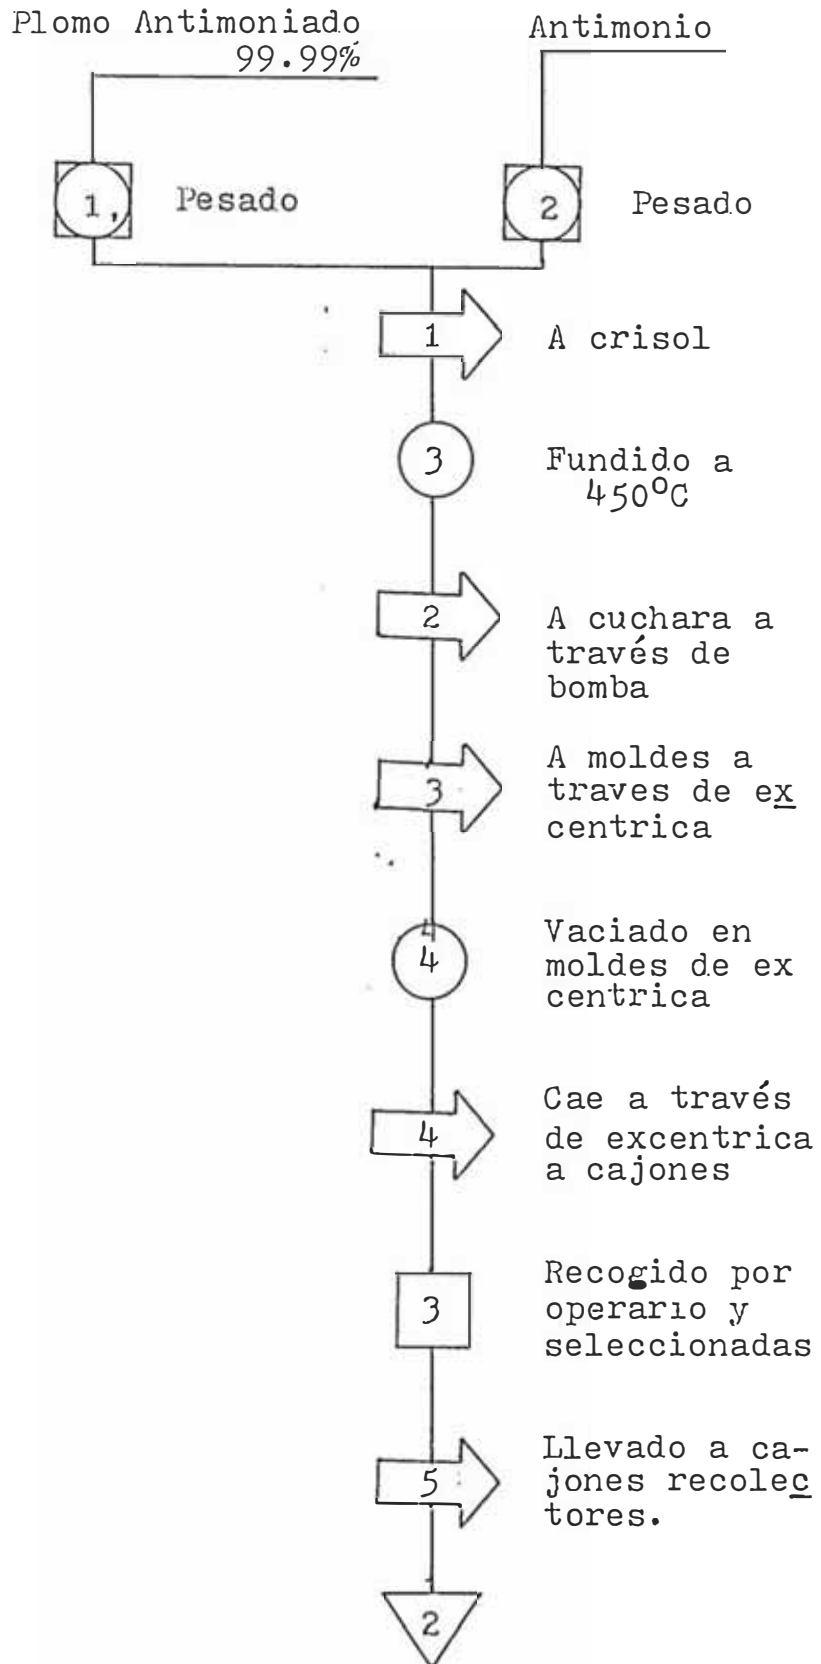 Plomo Antimoniado
99.99%
Antimonio
1,
Pesado
2
Pesado
1
A crisol
3
Fundido a
450ºC
2
A cuchara a
través de
bomba
3
A moldes a
traves de ex
centrica
4
4
Vaciado en
moldes de ex
centrica
4
Cae a través
de excentrica
a cajones
3
Recogido por
operario y
seleccionadas
5
Llevado a ca-
jones recolec
tores.
2